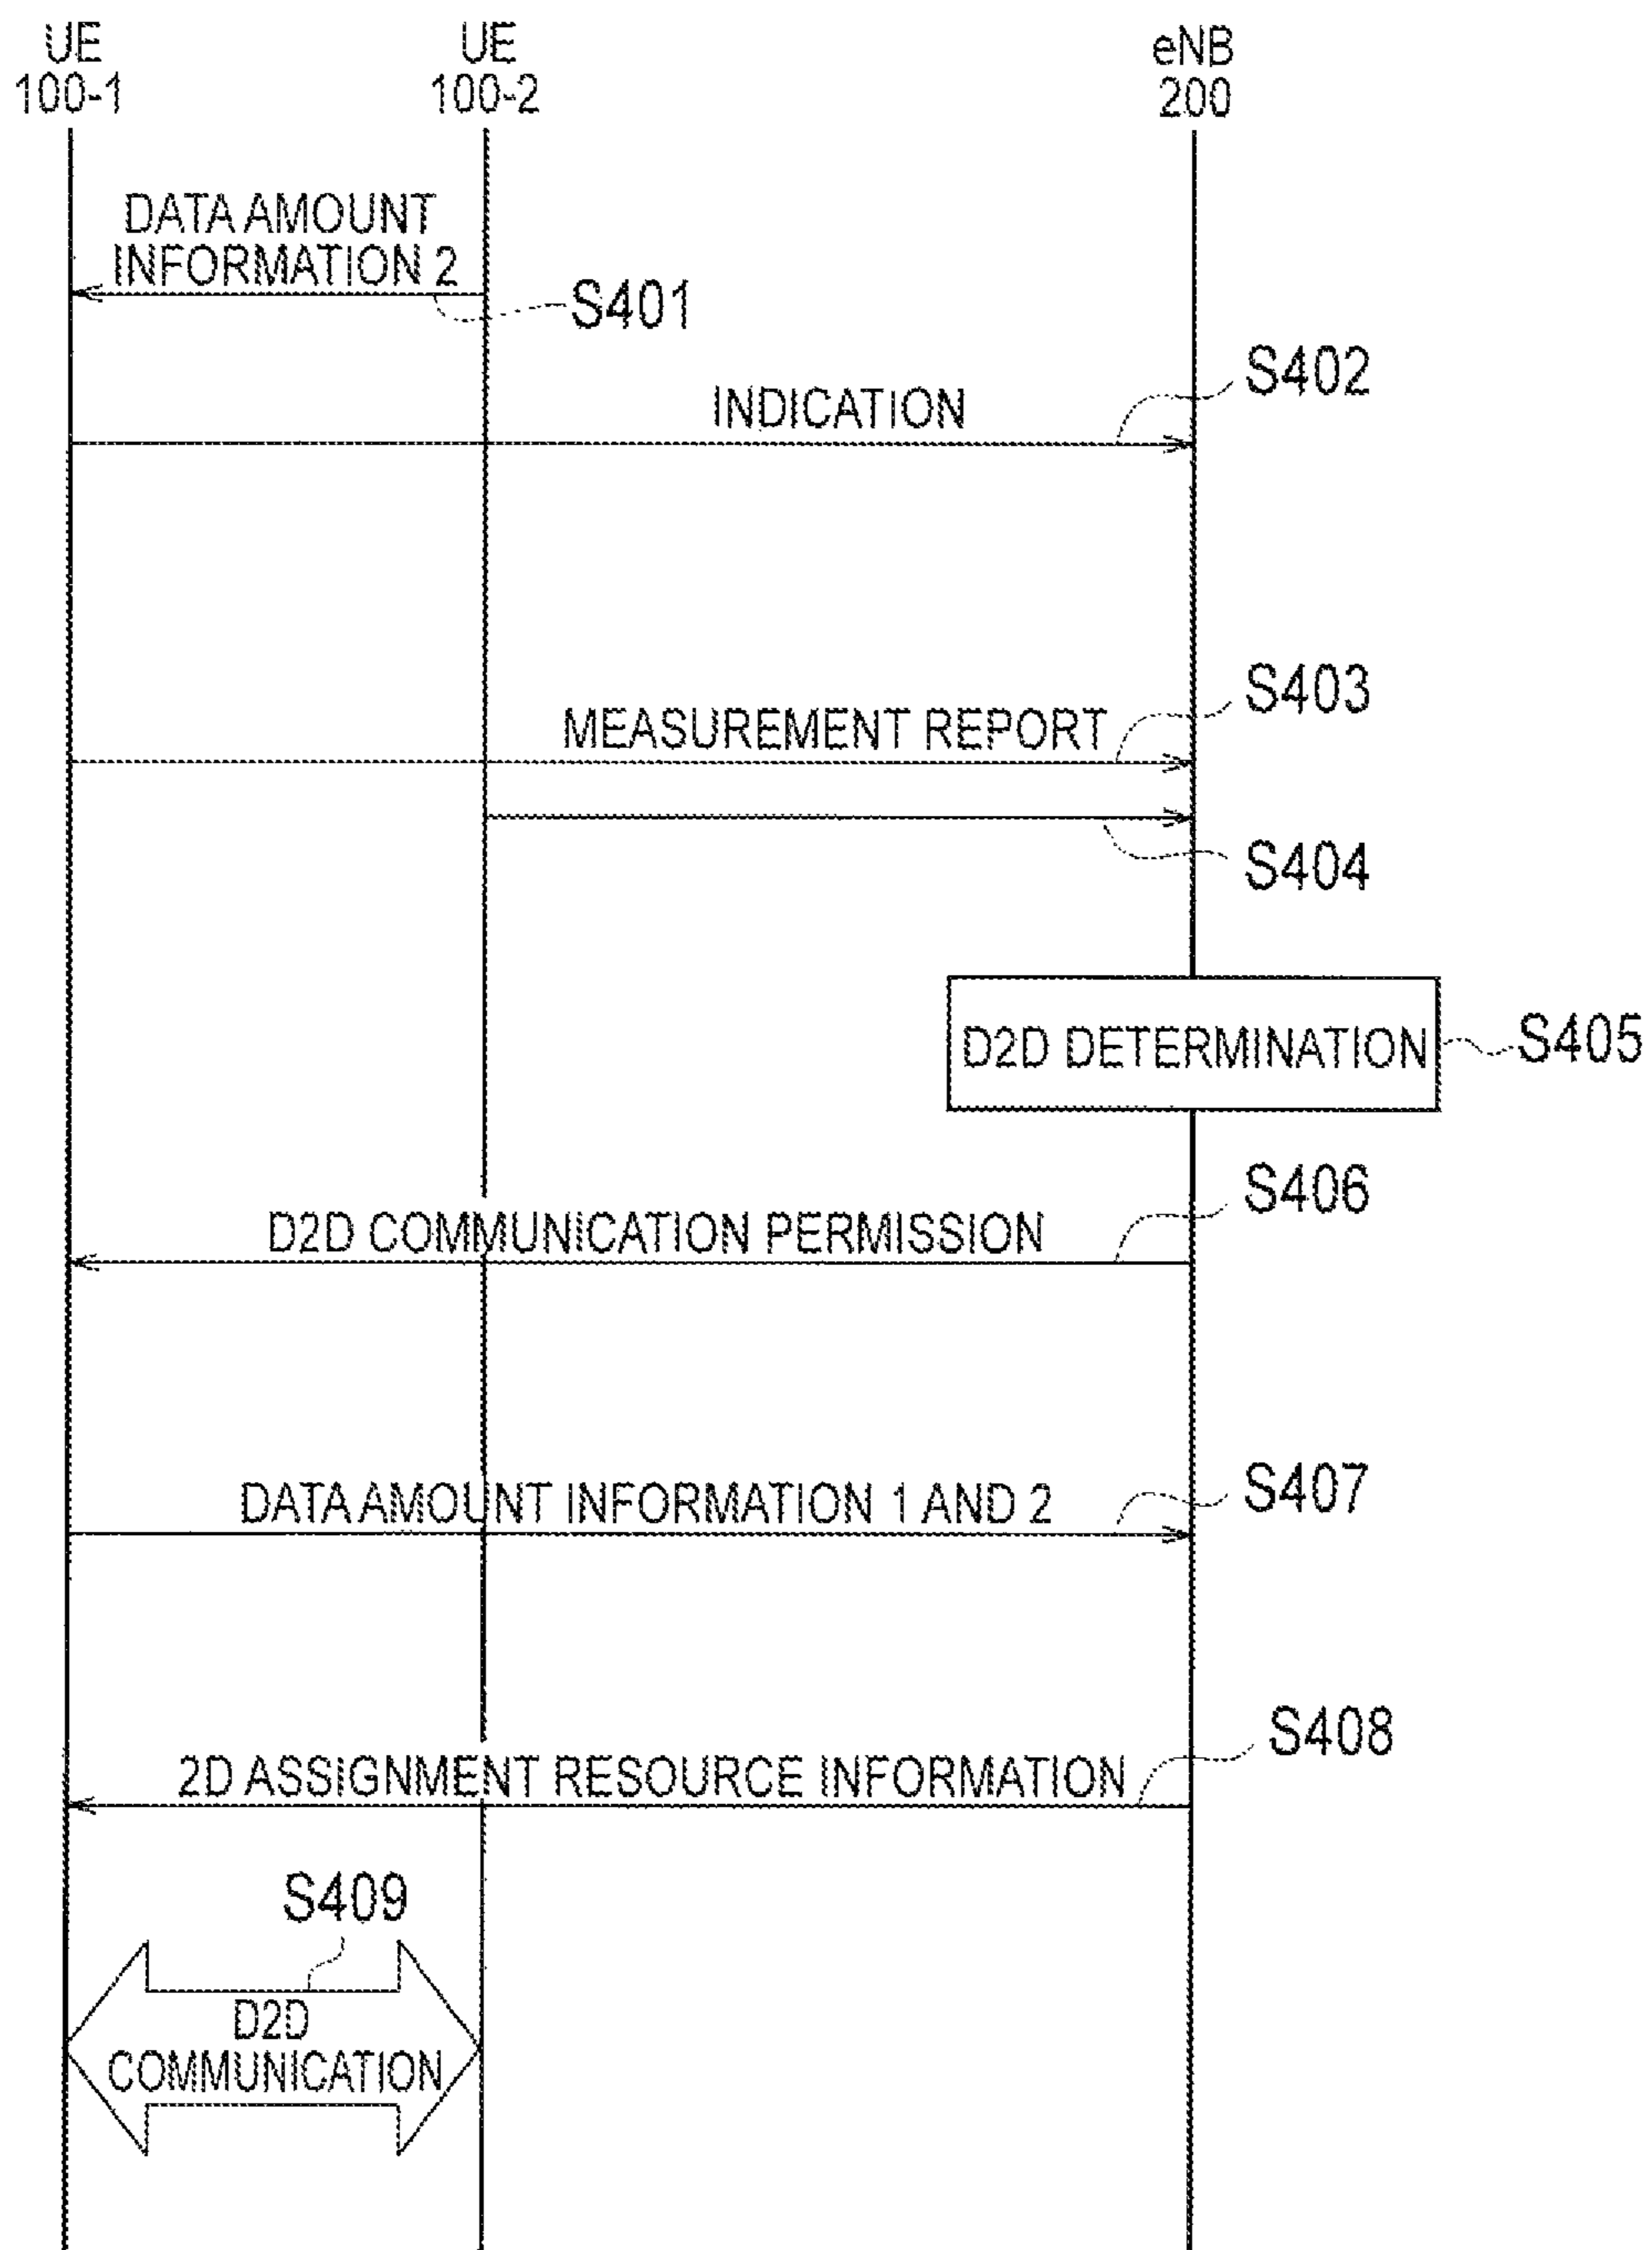 UE
100-1
UE
100-2
eNB
200
DATA AMOUNT
INFORMATION 2
S401
S402
INDICATION
S403
MEASUREMENT REPORT
S404
D2D DETERMINATION
S405
S406
D2D COMMUNICATION PERMISSION
S407
DATA AMOUNT INFORMATION 1 AND 2
S408
2D ASSIGNMENT RESOURCE INFORMATION
S409
D2D
COMMUNICATION